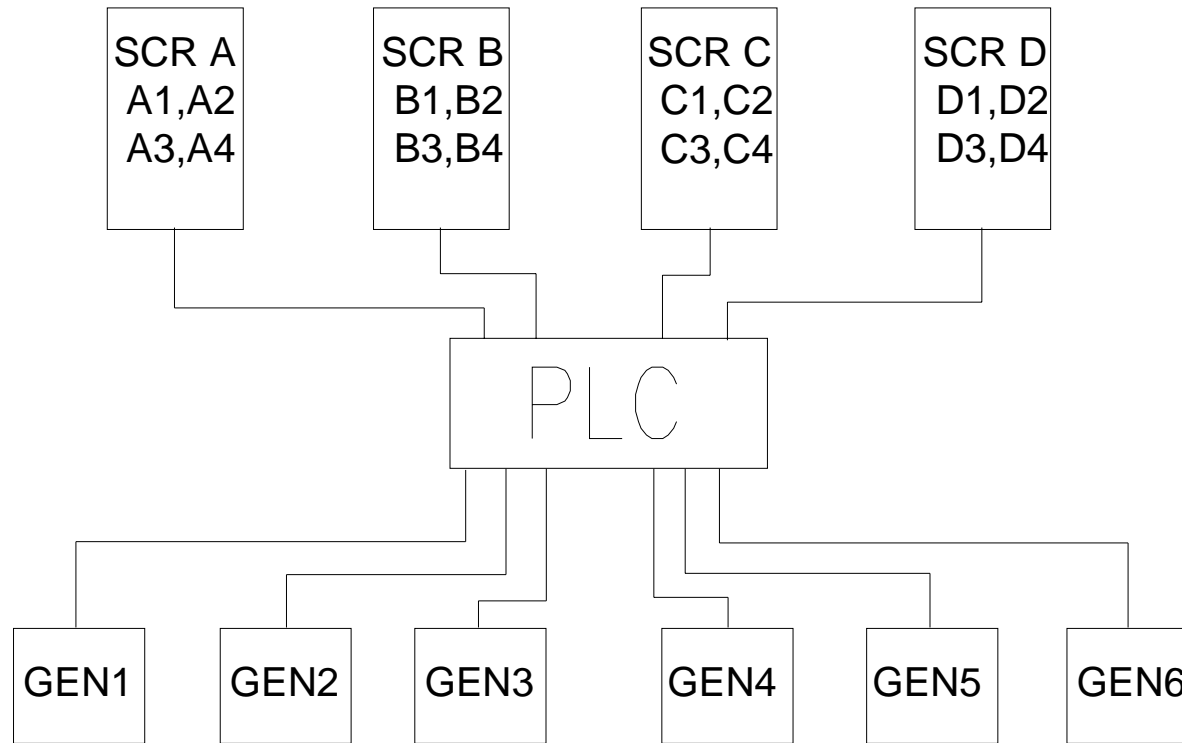 SCR A
A1,A2
A3,A4
SCR B
B1,B2
B3,B4
SCR C
C1,C2
C3,C4
SCR D
D1,D2
D3,D4
PLC
GEN1
GEN2
GEN3
GEN4
GEN5
GEN6